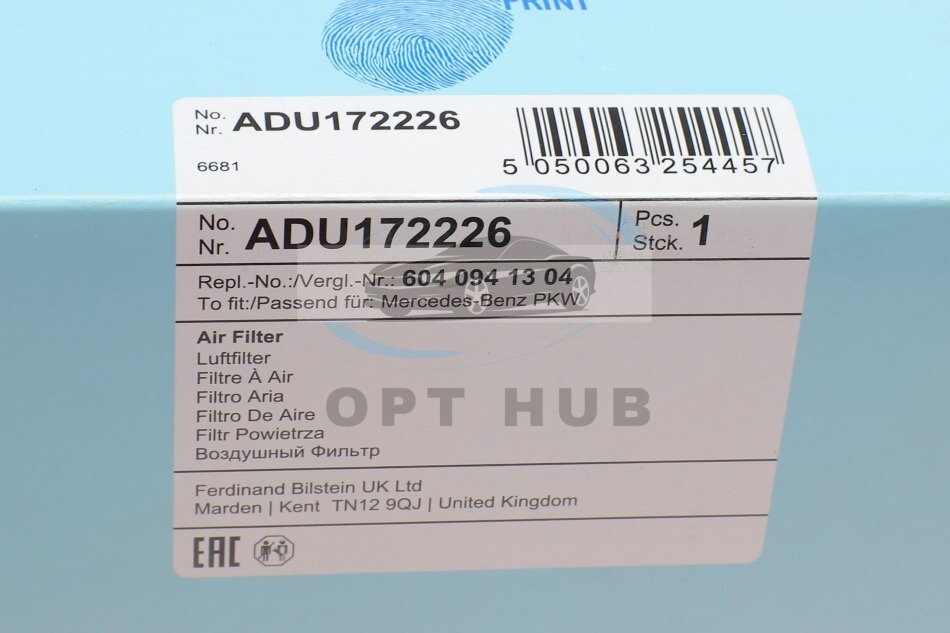 PRINT
No.
Nr. ADU172226
6681
5 050063 254457
No.
Nr. ADU172226
Pcs.
Stck. 1
Repl.-No.:/Vergl.-Nr.: 604 094 13 04
To fit:/Passend für: Mercedes-Benz PKW
Air Filter
Luftfilter
Filtre À Air
Filtro Aria
Filtro De Aire
Filtr Powietrza
Воздушный Фильтр
OPT HUB
Ferdinand Bilstein UK Ltd
Marden | Kent TN12 9QJ | United Kingdom
EAC